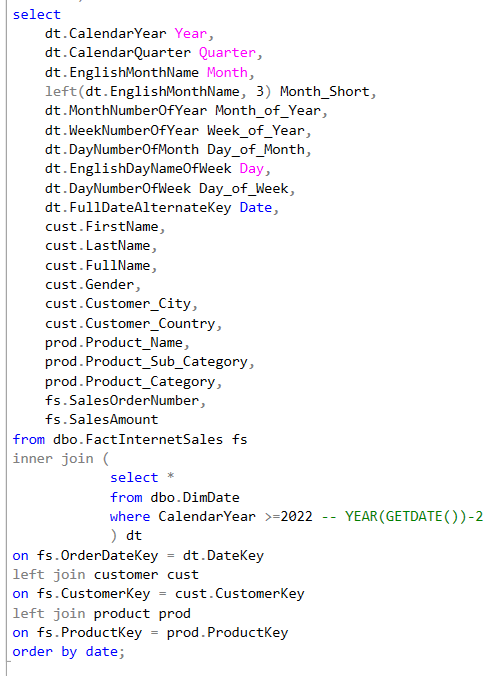 select
dt.CalendarYear Year,
dt.CalendarQuarter Quarter,
dt.EnglishMonthName Month,
left(dt.EnglishMonthName, 3) Month_Short,
dt.MonthNumberOfYear Month_of_Year,
dt.WeekNumberOfYear Week_of_Year,
dt.DayNumberOfMonth Day_of_Month,
dt.EnglishDayNameOfWeek Day,
dt.DayNumberOfWeek Day_of_Week,
dt.FullDateAlternateKey Date,
cust.FirstName,
cust.LastName,
cust.FullName,
cust.Gender,
cust.Customer_City,
cust.Customer_Country,
prod.Product_Name,
prod.Product_Sub_Category,
prod.Product_Category,
fs.SalesOrderNumber,
fs.SalesAmount
from dbo.FactInternetSales fs
inner join (
select *
from dbo.DimDate
where CalendarYear >=2022 -- YEAR(GETDATE())-2
) dt
on fs.OrderDateKey = dt.DateKey
left join customer cust
on fs.CustomerKey = cust.CustomerKey
left join product prod
on fs.ProductKey = prod.ProductKey
order by date;